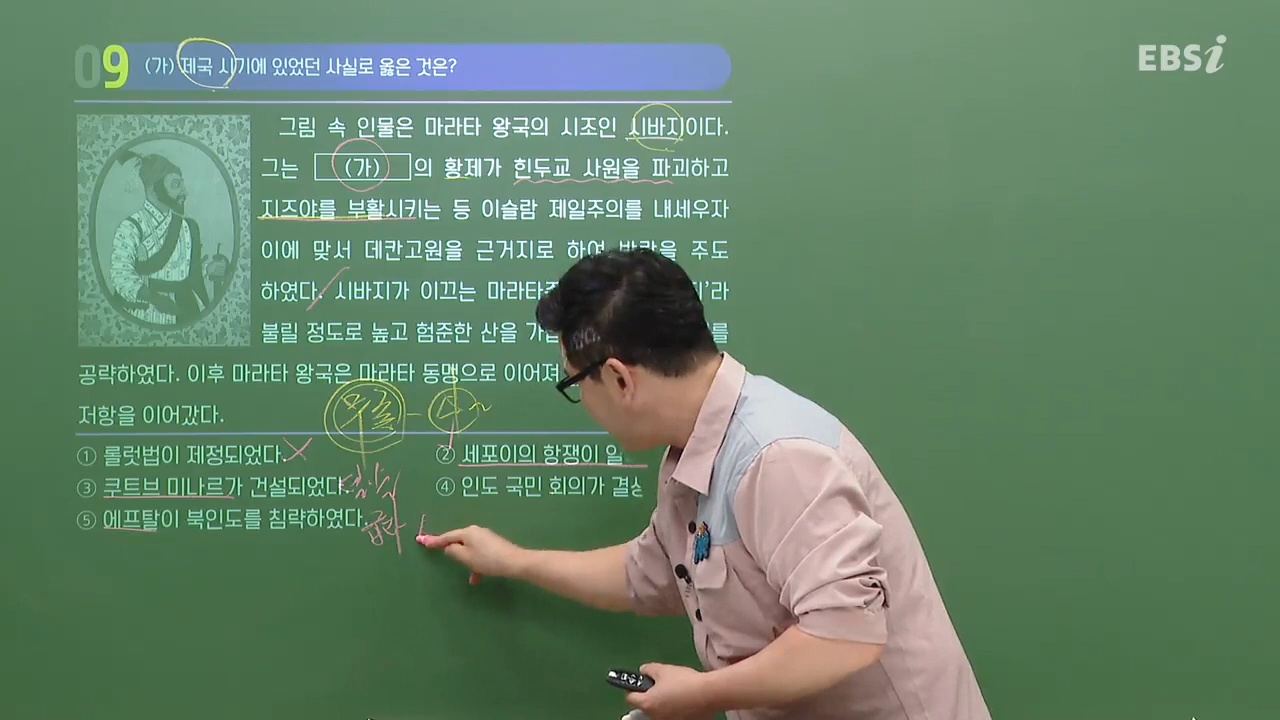 EBSi
09 (가) 제국 시기에 있었던 사실로 옳은 것은?
그림 속 인물은 마라타 왕국의 시조인 시바지이다.
그는 (가) 의 황제가 힌두교 사원을 파괴하고
지즈야를 부활시키는 등 이슬람 제일주의를 내세우자
이에 맞서 데칸고원을 근거지로 하여 반란을 주도
하였다. 시바지가 이끄는 마라타 라
불릴 정도로 높고 험준한 산을 를
공략하였다. 이후 마라타 왕국은 마라타 동맹으로 이어져
저항을 이어갔다.
무굴
① 롤럿법이 제정되었다.
② 세포이의 항쟁이 일
③ 쿠트브 미나르가 건설되었다.
④ 인도 국민 회의가 결성
⑤ 에프탈이 북인도를 침략하였다.
굽타